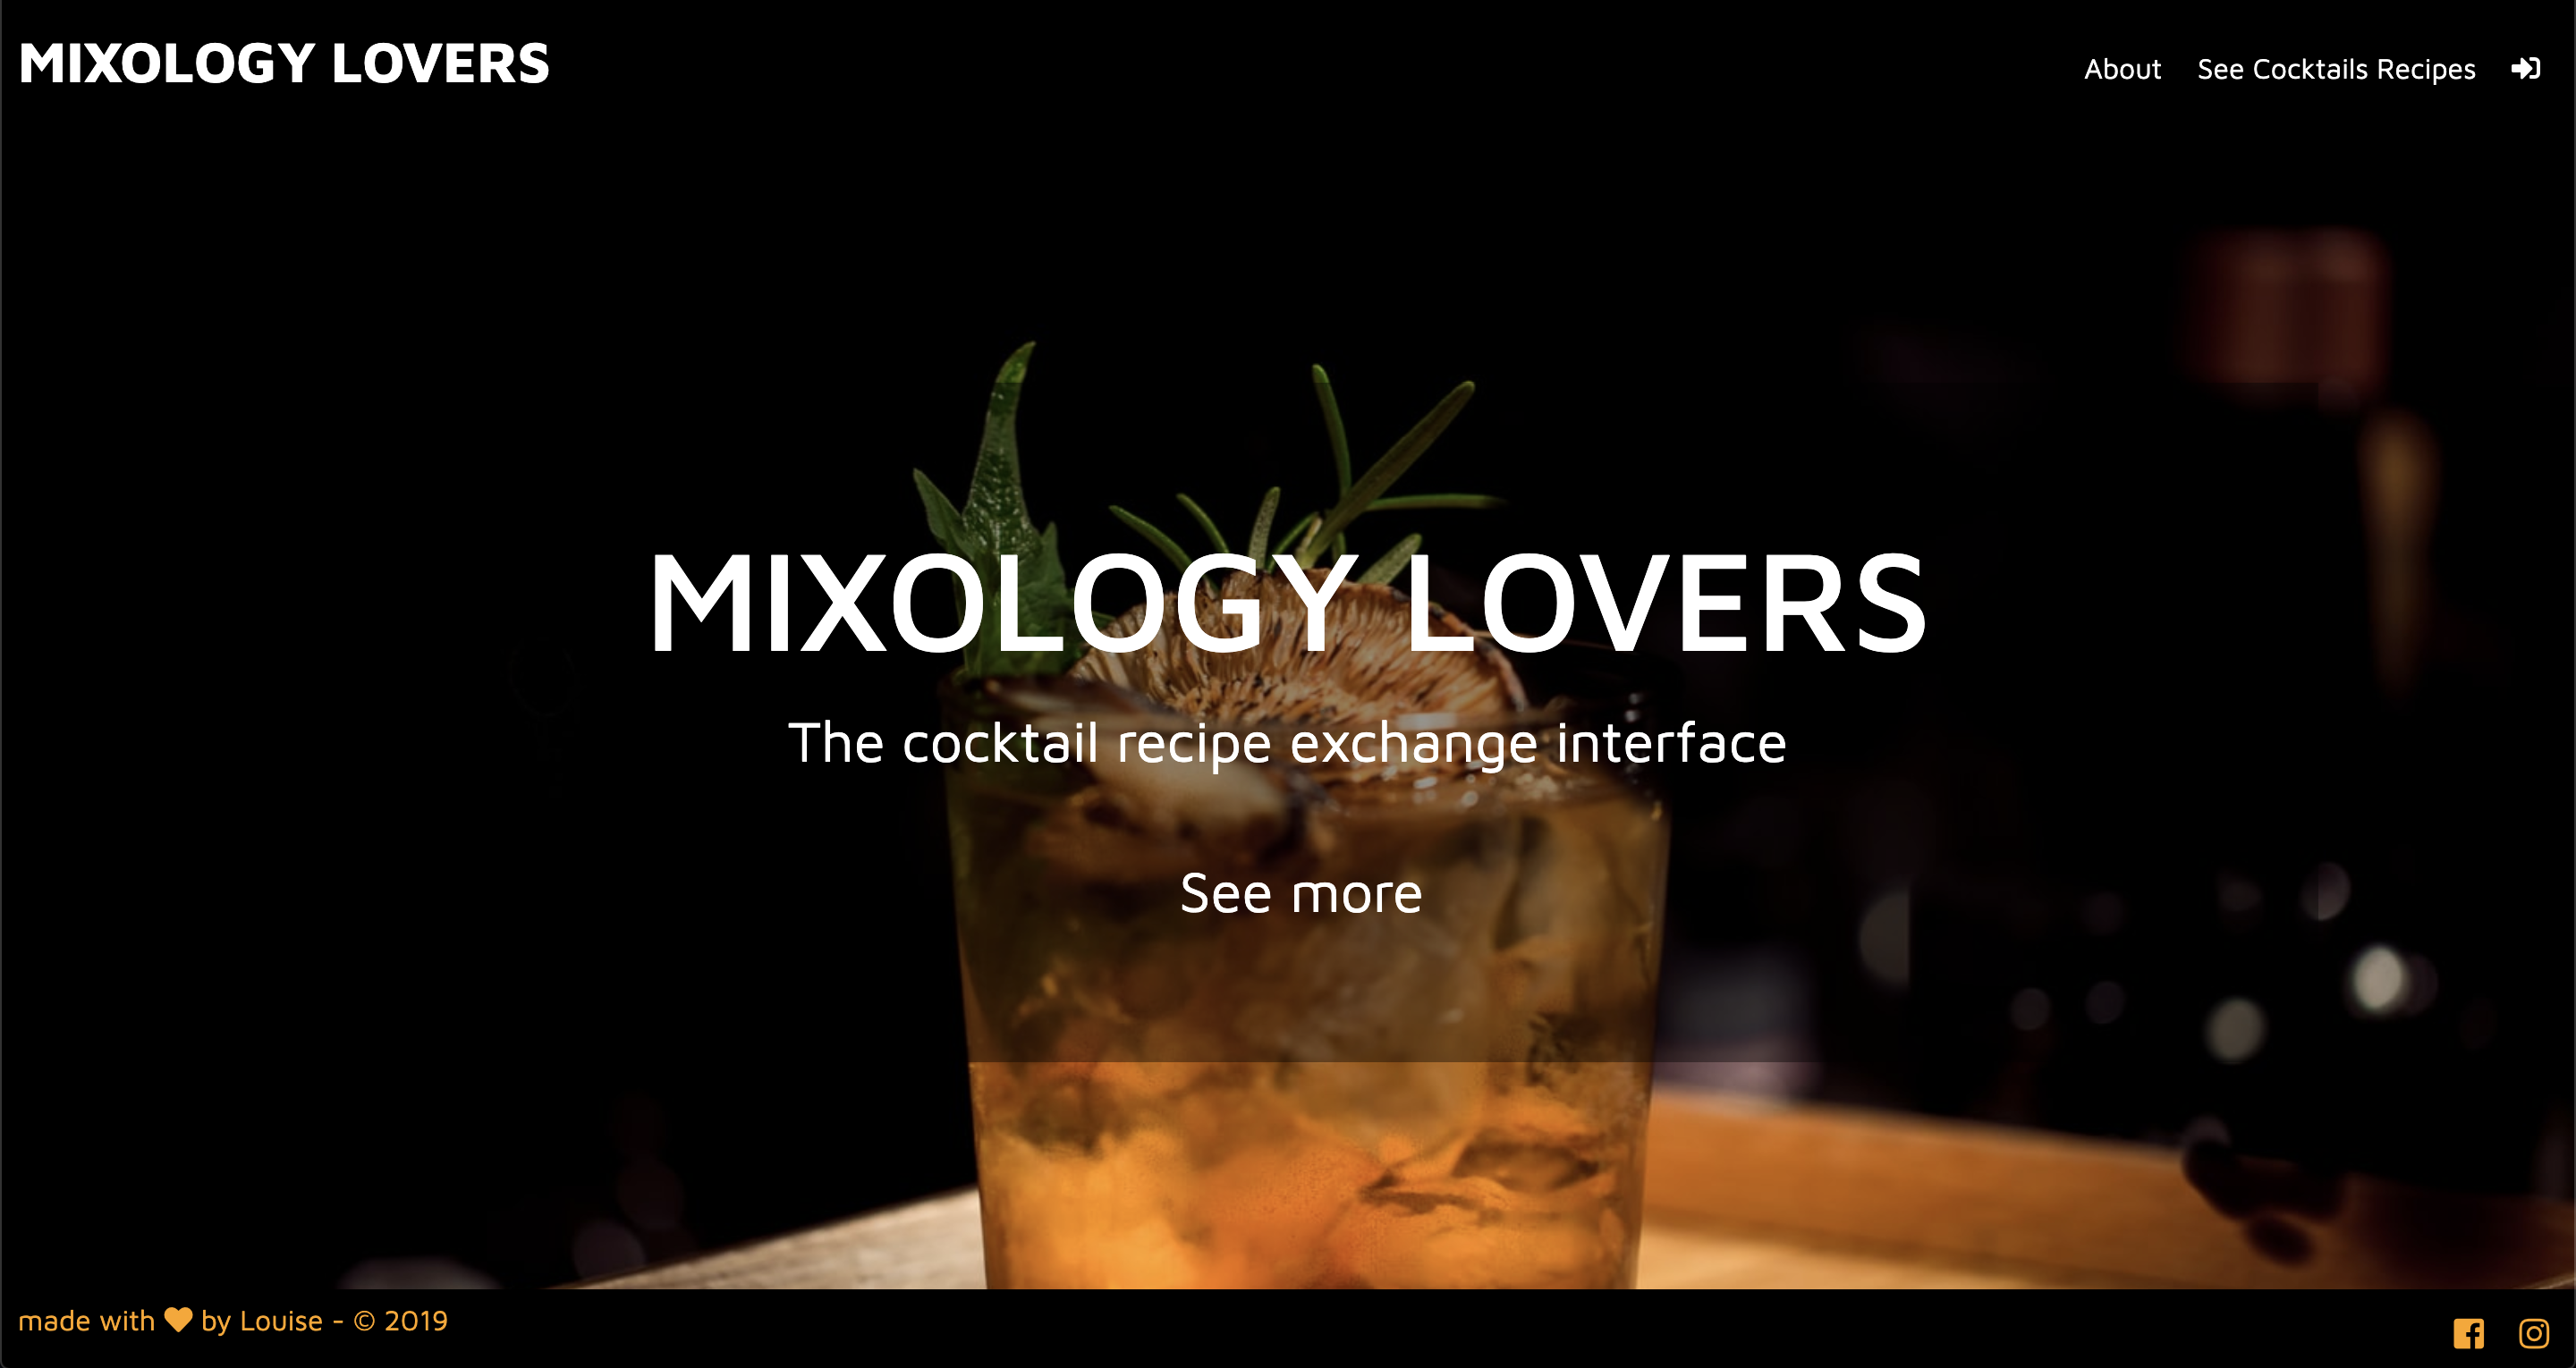 MIXOLOGY LOVERS
About See Cocktails Recipes
MIXOLOGY LOVERS
The cocktail recipe exchange interface
See more
made with by Louise - © 2019